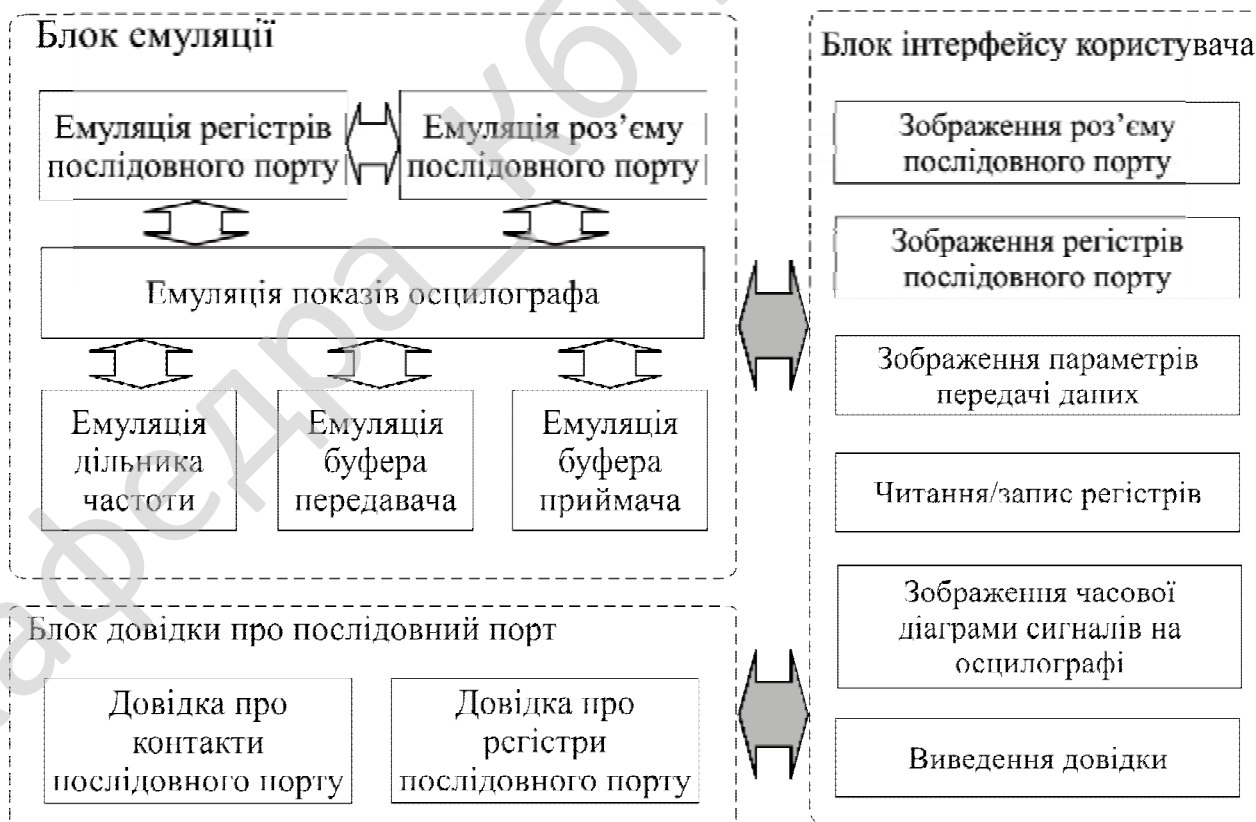 Блок емуляції
Емуляція регістрів
послідовного порту
Емуляція роз’єму
послідовного порту
Емуляція показів осцилографа
Емуляція
дільника
частоти
Емуляція
буфера
передавача
Емуляція
буфера
приймача
Блок довідки про послідовний порт
Довідка про
контакти
послідовного порту
Довідка про
регістри
послідовного порту
Блок інтерфейсу користувача
Зображення роз’єму
послідовного порту
Зображення регістрів
послідовного порту
Зображення параметрів
передачі даних
Читання/запис регістрів
Зображення часової
діаграми сигналів на
осцилографі
Виведення довідки